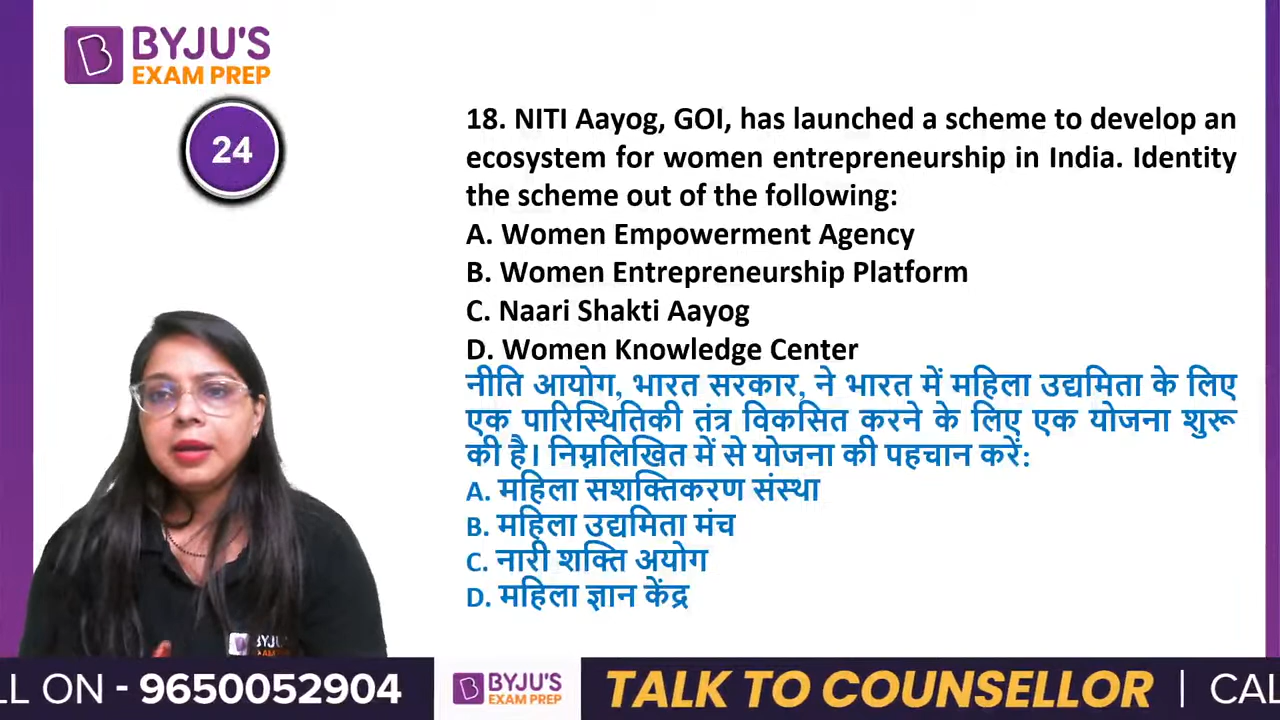 BYJU'S
EXAM PREP
24
18. NITI Aayog, GOI, has launched a scheme to develop an
ecosystem for women entrepreneurship in India. Identity
the scheme out of the following:
A. Women Empowerment Agency
B. Women Entrepreneurship Platform
C. Naari Shakti Aayog
D. Women Knowledge Center
नीति आयोग, भारत सरकार, ने भारत में महिला उद्यमिता के लिए
एक पारिस्थितिकी तंत्र विकसित करने के लिए एक योजना शुरू
की है। निम्नलिखित में से योजना की पहचान करें:
A. महिला सशक्तिकरण संस्था
B. महिला उद्यमिता मंच
C. नारी शक्ति अयोग
D. महिला ज्ञान केंद्र
BYJU
LL ON - 9650052904
BYJU'S
EXAM PREP
TALK TO COUNSELLOR | CAL